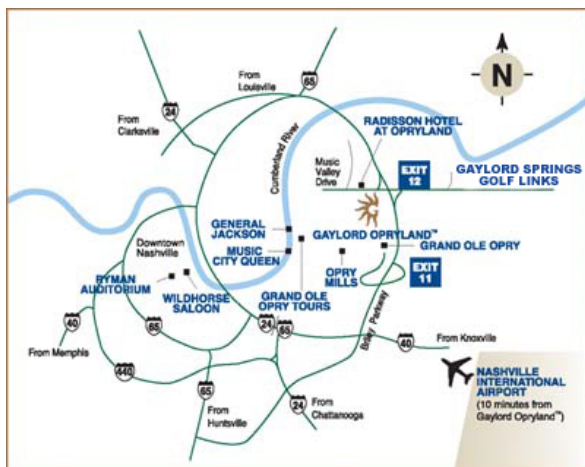 From
Louisville
65
24
From
Clarksville
N
Cumberland River
RADISSON HOTEL
AT OPRYLAND
Music
Valley
Drive
EXIT
12
GAYLORD SPRINGS
GOLF LINKS
GENERAL
JACKSON
GAYLORD OPRYLAND™
GRAND OLE OPRY
MUSIC
CITY QUEEN
Downtown
Nashville
OPRY
MILLS
EXIT
11
RYMAN
AUDITORIUM
WILDHORSE
SALOON
GRAND OLE
OPRY TOURS
Briley Parkway
40
65
24
65
40
From Knoxville
From Memphis
440
65
24
From
Huntsville
From
Chattanooga
NASHVILLE
INTERNATIONAL
AIRPORT
(10 minutes from
Gaylord Opryland™)